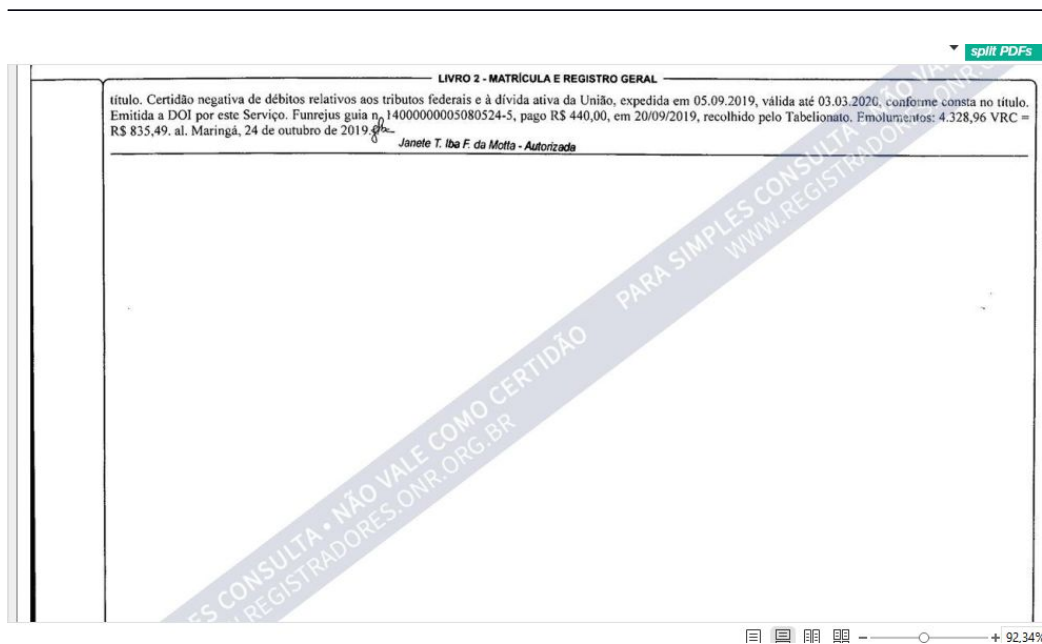 split PDFs
LIVRO 2 - MATRÍCULA E REGISTRO GERAL
título. Certidão negativa de débitos relativos aos tributos federais e à dívida ativa da União, expedida em 05.09.2019, válida até 03.03.2020, conforme consta no título.
Emitida a DOI por este Serviço. Funrejus guia n. 14000000005080524-5, pago R$ 440,00, em 20/09/2019, recolhido pelo Tabelionato. Emolumentos: 4.328,96 VRC =
R$ 835,49. al. Maringá, 24 de outubro de 2019.
Janete T. Iba F. da Motta - Autorizada
PARA SIMPLES CONSULTA • NÃO VALE COMO CERTIDÃO
WWW.REGISTRADORES.ONR.ORG.BR
92,34%